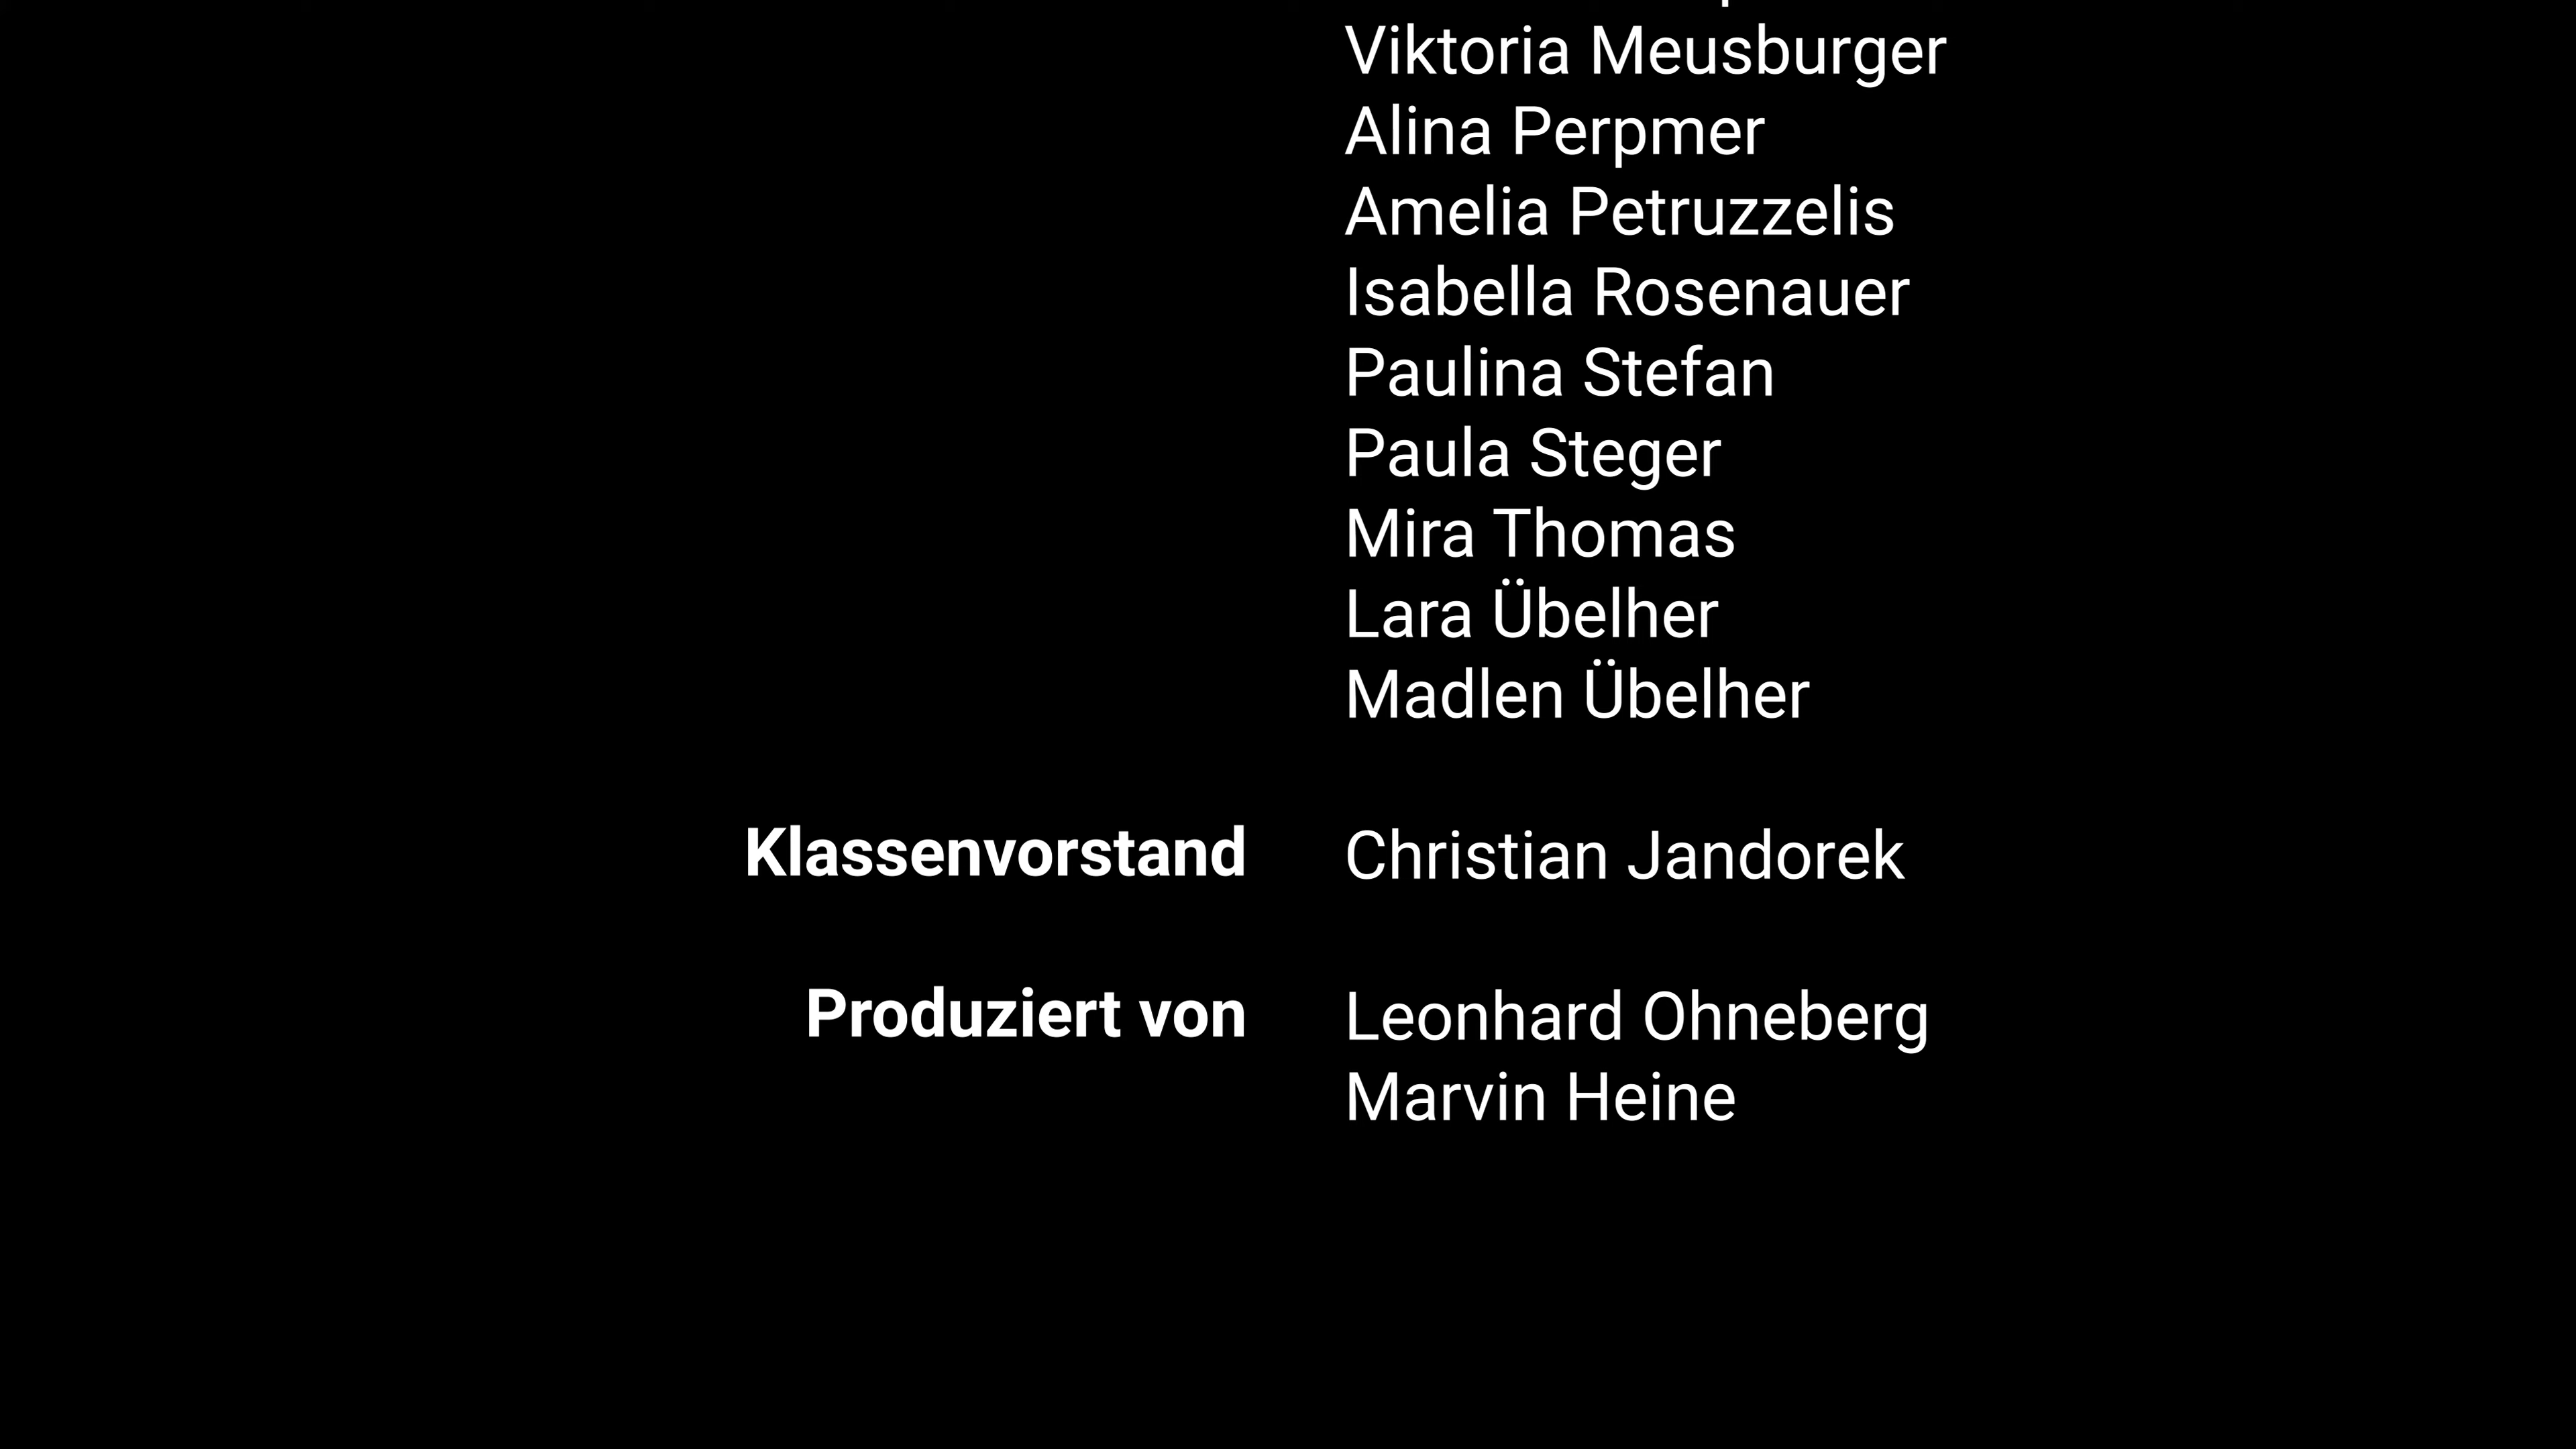 Viktoria Meusburger
Alina Perpmer
Amelia Petruzzelis
Isabella Rosenauer
Paulina Stefan
Paula Steger
Mira Thomas
Lara Übelher
Madlen Übelher
Klassenvorstand Christian Jandorek
Produziert von Leonhard Ohneberg
Marvin Heine